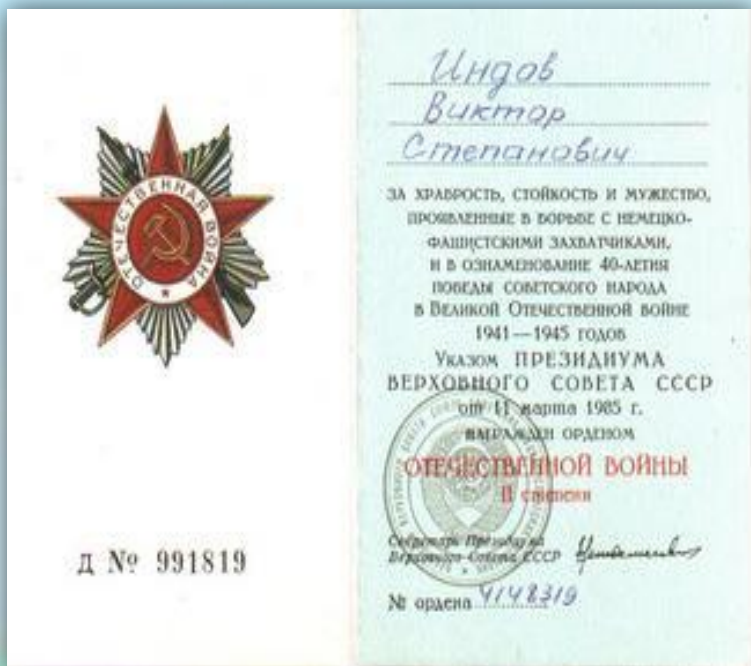 ОТЕЧЕСТВЕННАЯ ВОЙНА
Д № 991819
Индов
Виктор
Степанович
ЗА ХРАБРОСТЬ, СТОЙКОСТЬ И МУЖЕСТВО,
ПРОЯВЛЕННЫЕ В БОРЬБЕ С НЕМЕЦКО-
ФАШИСТСКИМИ ЗАХВАТЧИКАМИ,
И В ОЗНАМЕНОВАНИЕ 40-ЛЕТИЯ
ПОБЕДЫ СОВЕТСКОГО НАРОДА
В ВЕЛИКОЙ ОТЕЧЕСТВЕННОЙ ВОЙНЕ
1941—1945 ГОДОВ
УКАЗОМ ПРЕЗИДИУМА
ВЕРХОВНОГО СОВЕТА СССР
от 11 марта 1985 г.
НАГРАЖДЕН ОРДЕНОМ
ОТЕЧЕСТВЕННОЙ ВОЙНЫ
II степени
Секретарь Президиума
Верховного Совета СССР
№ ордена 4148319